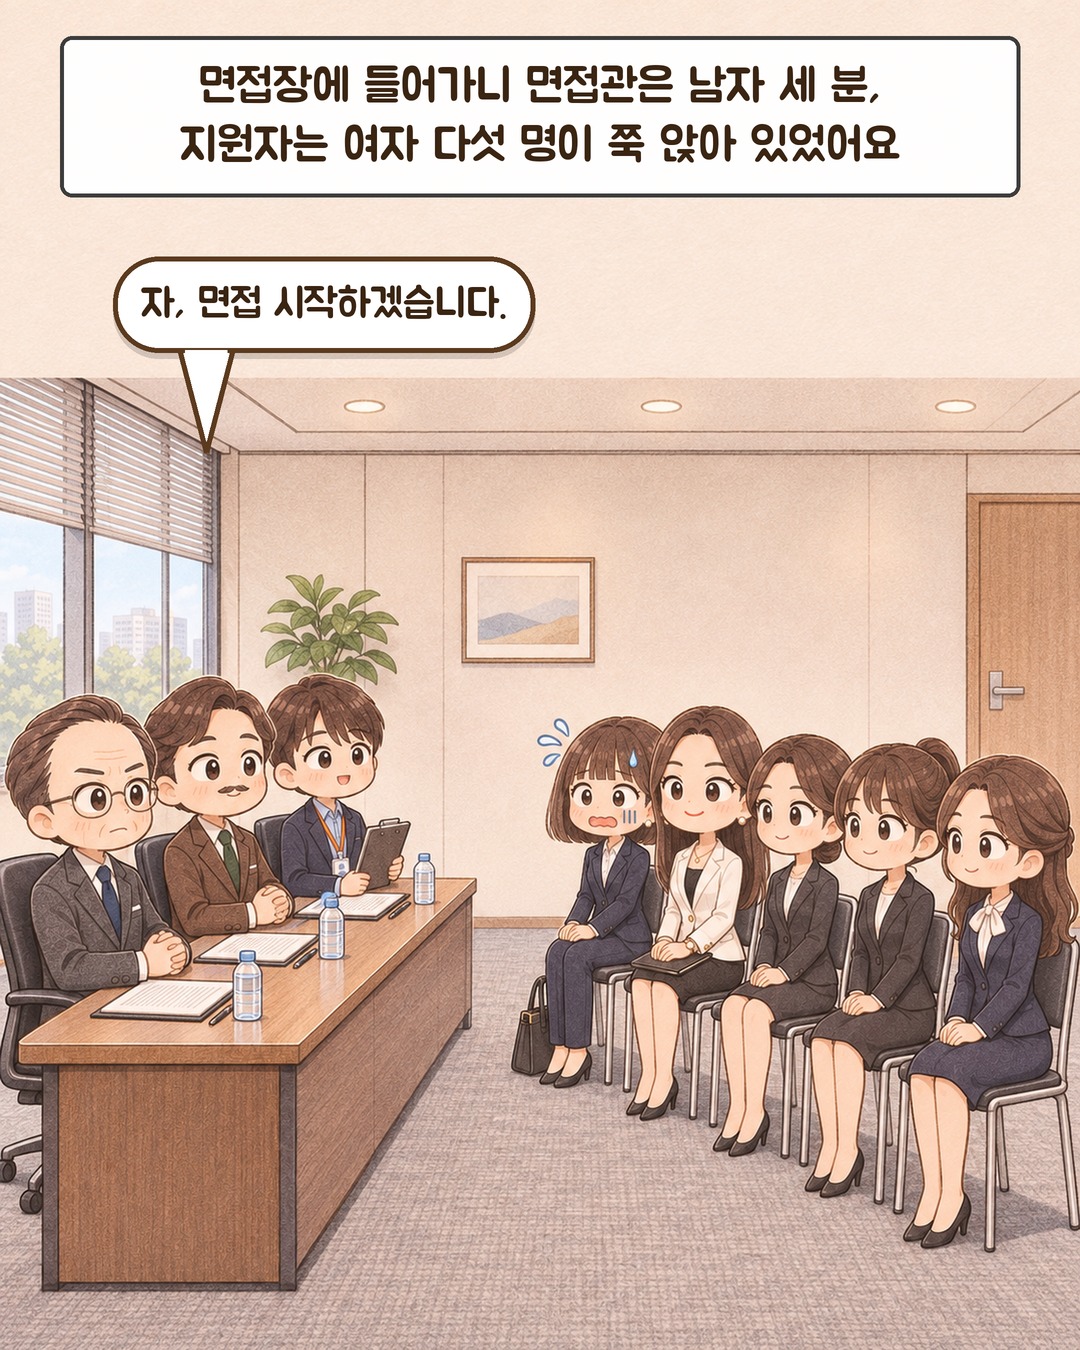 면접장에 들어가니 면접관은 남자 세 분,
지원자는 여자 다섯 명이 쭉 앉아 있었어요
자, 면접 시작하겠습니다.